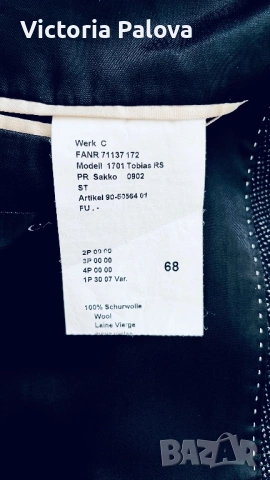 Victoria Palova
Werk C
FANR 71137 172
Modell 1701 Tobias RS
PR Sakko 0902
ST
Artikel 90-50564 01
FU . -
2P 00 00
3P 00 00
4P 00 00
1P 30 07 Var.
68
100% Schurwolle
Wool
Laine Vierge
BAZAR